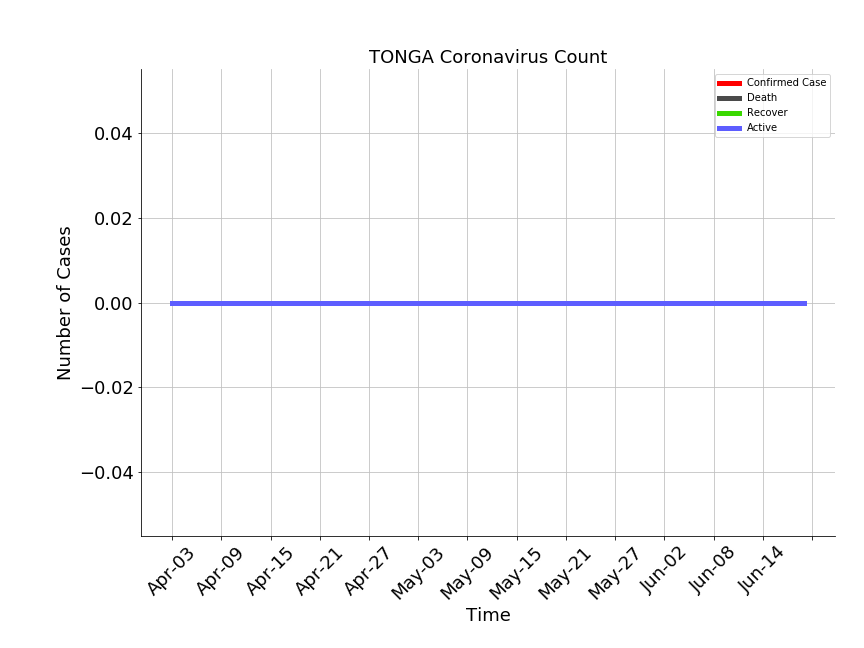 TONGA Coronavirus Count
Confirmed Case
Death
Recover
Active
0.04
0.02
0.00
−0.02
−0.04
Number of Cases
Apr-03
Apr-09
Apr-15
Apr-21
Apr-27
May-03
May-09
May-15
May-21
May-27
Jun-02
Jun-08
Jun-14
Time